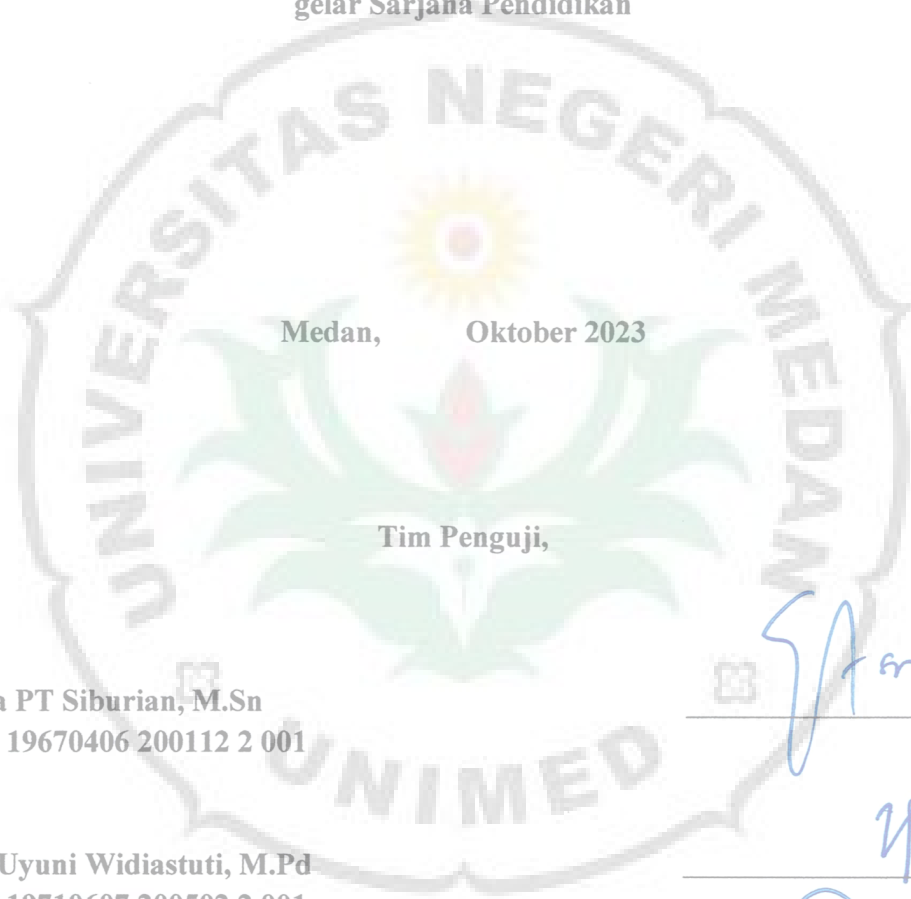 gelar Sarjana Pendidikan
UNIVERSITAS NEGERI MEDAN
Medan, Oktober 2023
Tim Penguji,
a PT Siburian, M.Sn
19670406 200112 2 001
UNIMED
Uyuni Widiastuti, M.Pd